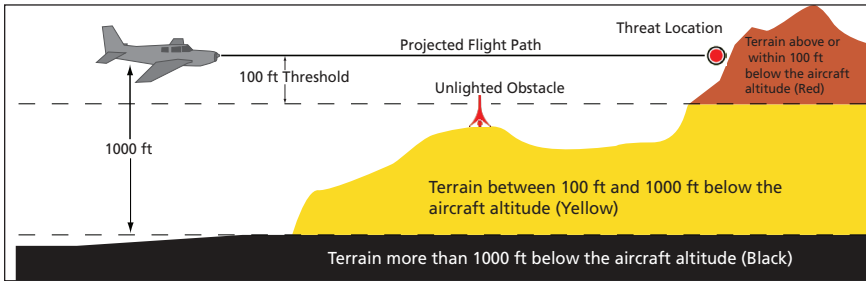 Threat Location
Projected Flight Path
100 ft Threshold
Terrain above or
within 100 ft
below the aircraft
altitude (Red)
Unlighted Obstacle
1000 ft
Terrain between 100 ft and 1000 ft below the
aircraft altitude (Yellow)
Terrain more than 1000 ft below the aircraft altitude (Black)